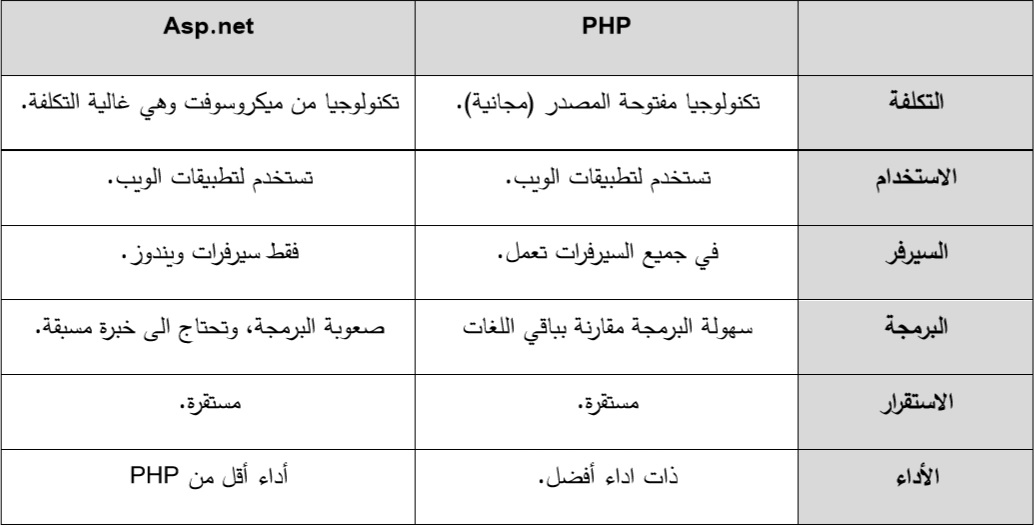 PHP
Asp.net
التكلفة
تكنولوجيا مفتوحة المصدر (مجانية).
تكنولوجيا من ميكروسوفت وهي غالية التكلفة.
الاستخدام
تستخدم لتطبيقات الويب.
تستخدم لتطبيقات الويب.
السيرفر
في جميع السيرفرات تعمل.
فقط سيرفرات ويندوز.
البرمجة
سهولة البرمجة مقارنة بباقي اللغات
صعوبة البرمجة، وتحتاج الى خبرة مسبقة.
الاستقرار
مستقرة.
مستقرة.
الأداء
ذات اداء أفضل.
أداء أقل من PHP